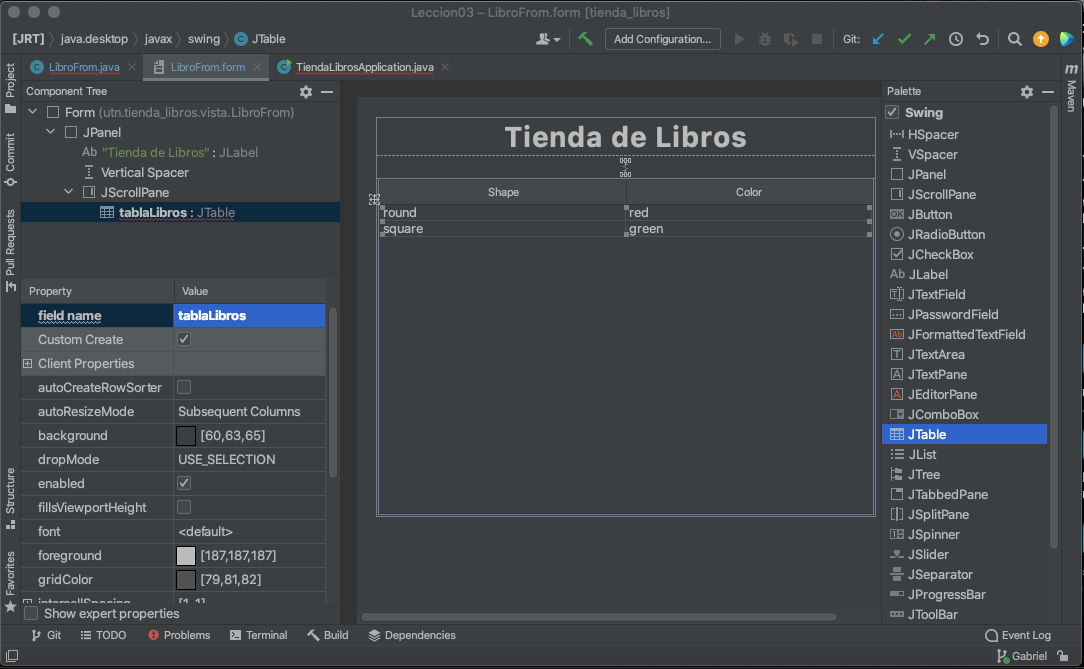 Leccion03 – LibroFrom.form [tienda_libros]
[JRT] java.desktop javax swing JTable
Add Configuration...
Git:
LibroFrom.java
LibroFrom.form
TiendaLibrosApplication.java
Project
Commit
Pull Requests
Structure
Favorites
Component Tree
Form (utn.tienda_libros.vista.LibroFrom)
JPanel
Ab "Tienda de Libros" : JLabel
Vertical Spacer
JScrollPane
tablaLibros : JTable
Property Value
field name tablaLibros
Custom Create
Client Properties
autoCreateRowSorter
autoResizeMode Subsequent Columns
background [60,63,65]
dropMode USE_SELECTION
enabled
fillsViewportHeight
font <default>
foreground [187,187,187]
gridColor [79,81,82]
intercellSpacing [1, 1]
Show expert properties
Tienda de Libros
Shape Color
round red
square green
Palette
Swing
HSpacer
VSpacer
JPanel
JScrollPane
OK JButton
JRadioButton
JCheckBox
Ab JLabel
JTextField
JPasswordField
JFormattedTextField
JTextArea
JTextPane
JEditorPane
JComboBox
JTable
JList
JTree
JTabbedPane
JSplitPane
JSpinner
JSlider
JSeparator
JProgressBar
JToolBar
m
Maven
Git TODO Problems Terminal Build Dependencies
Event Log
Gabriel